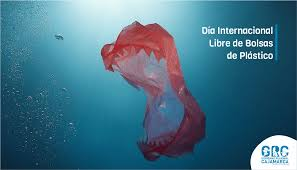 Día Internacional
Libre de Bolsas
de Plástico
GRC
CAJAMARCA